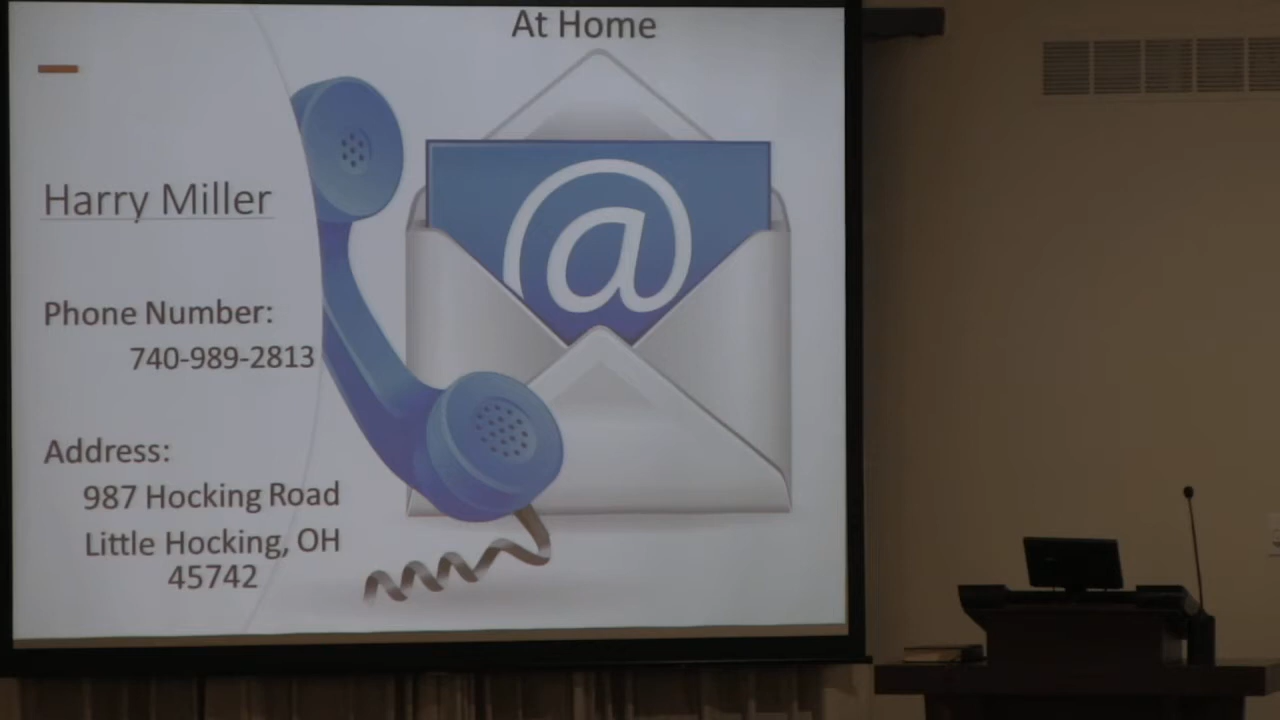 At Home
Harry Miller
Phone Number:
740-989-2813
Address:
987 Hocking Road
Little Hocking, OH
45742
@